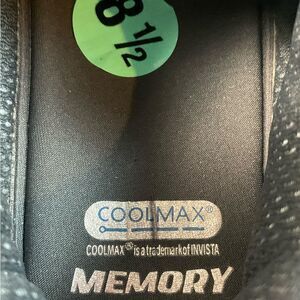 8 1/2
COOLMAX®
COOLMAX® is a trademark of INVISTA
MEMORY